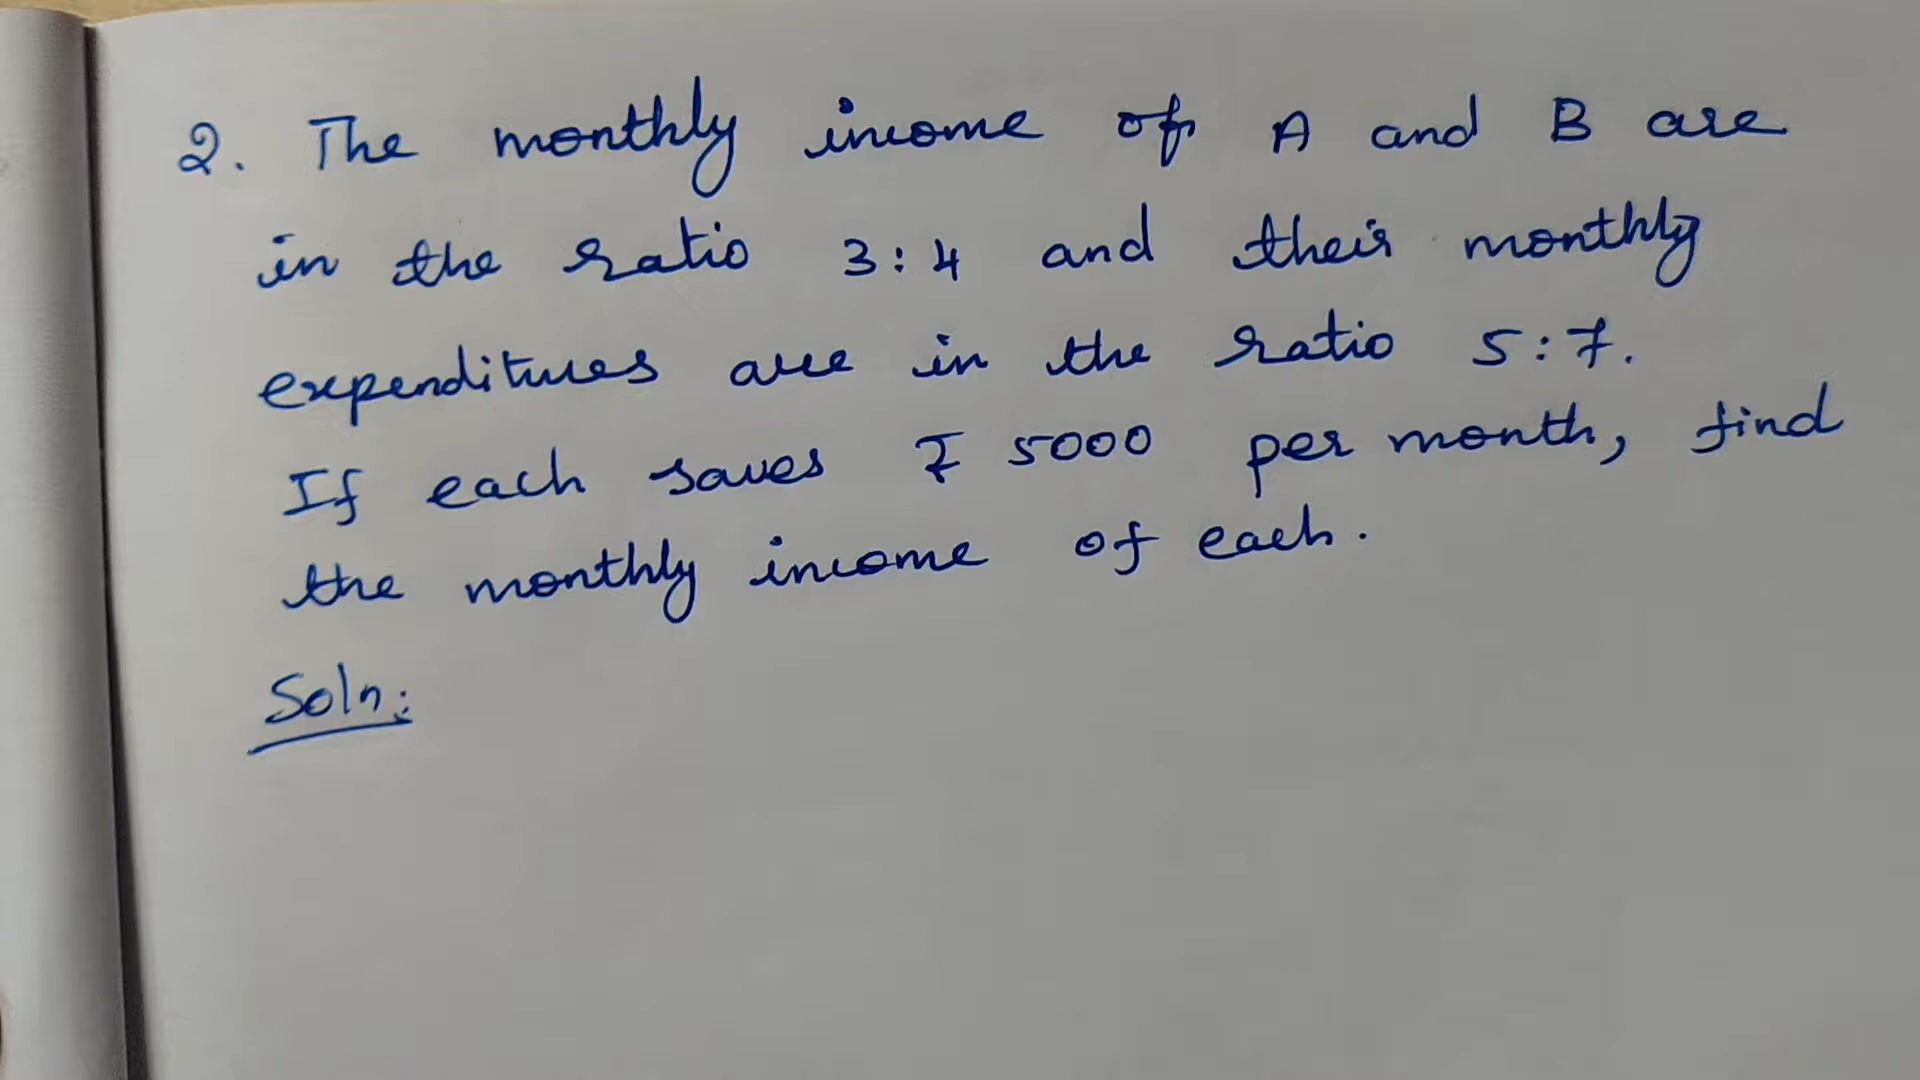 2. The monthly income of A and B are
in the ratio 3:4 and their monthly
expenditures are in the ratio 5:7.
If each saves ₹ 5000 per month, find
the monthly income of each.
Soln: